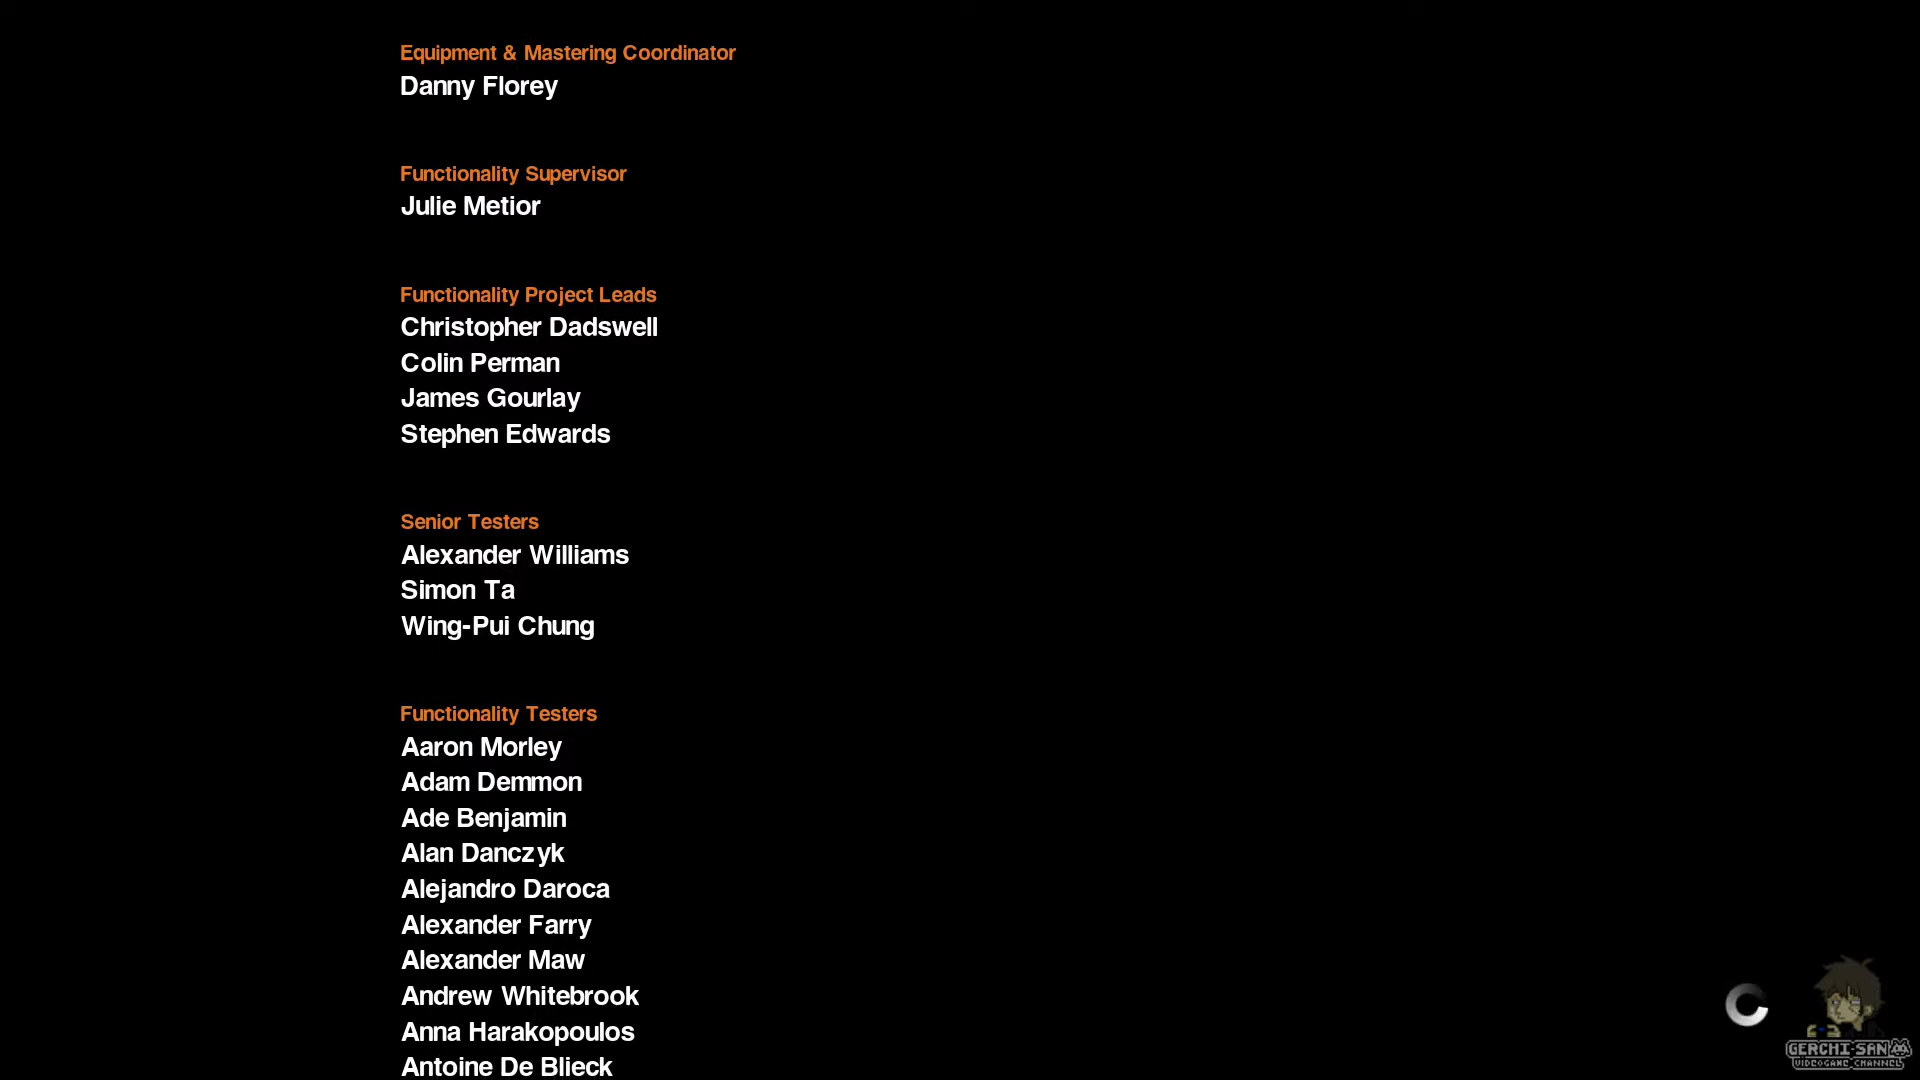 Equipment & Mastering Coordinator
Danny Florey
Functionality Supervisor
Julie Metior
Functionality Project Leads
Christopher Dadswell
Colin Perman
James Gourlay
Stephen Edwards
Senior Testers
Alexander Williams
Simon Ta
Wing-Pui Chung
Functionality Testers
Aaron Morley
Adam Demmon
Ade Benjamin
Alan Danczyk
Alejandro Daroca
Alexander Farry
Alexander Maw
Andrew Whitebrook
Anna Harakopoulos
Antoine De Blieck
GERCHI-SAN
VIDEOGAME CHANNEL